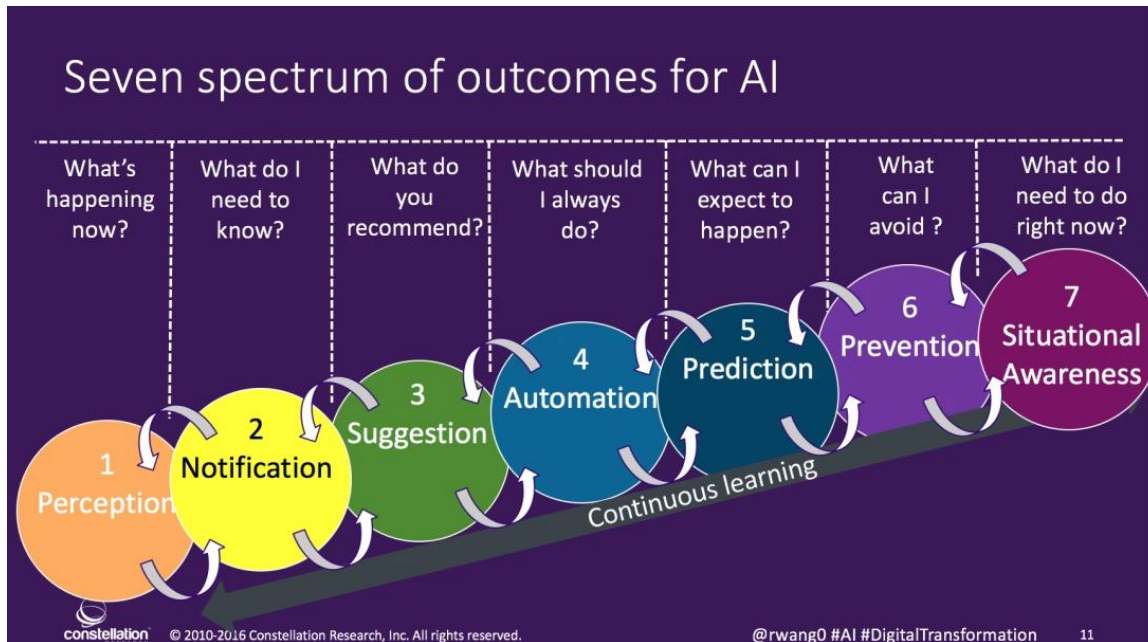 Seven spectrum of outcomes for AI
What's
happening
now?
What do I
need to
know?
What do
you
recommend?
What should
I always
do?
What can I
expect to
happen?
What
can I
avoid ?
What do I
need to do
right now?
1
Perception
2
Notification
3
Suggestion
4
Automation
5
Prediction
6
Prevention
7
Situational
Awareness
Continuous learning
constellation
© 2010-2016 Constellation Research, Inc. All rights reserved.
@rwang0 #AI #DigitalTransformation
11